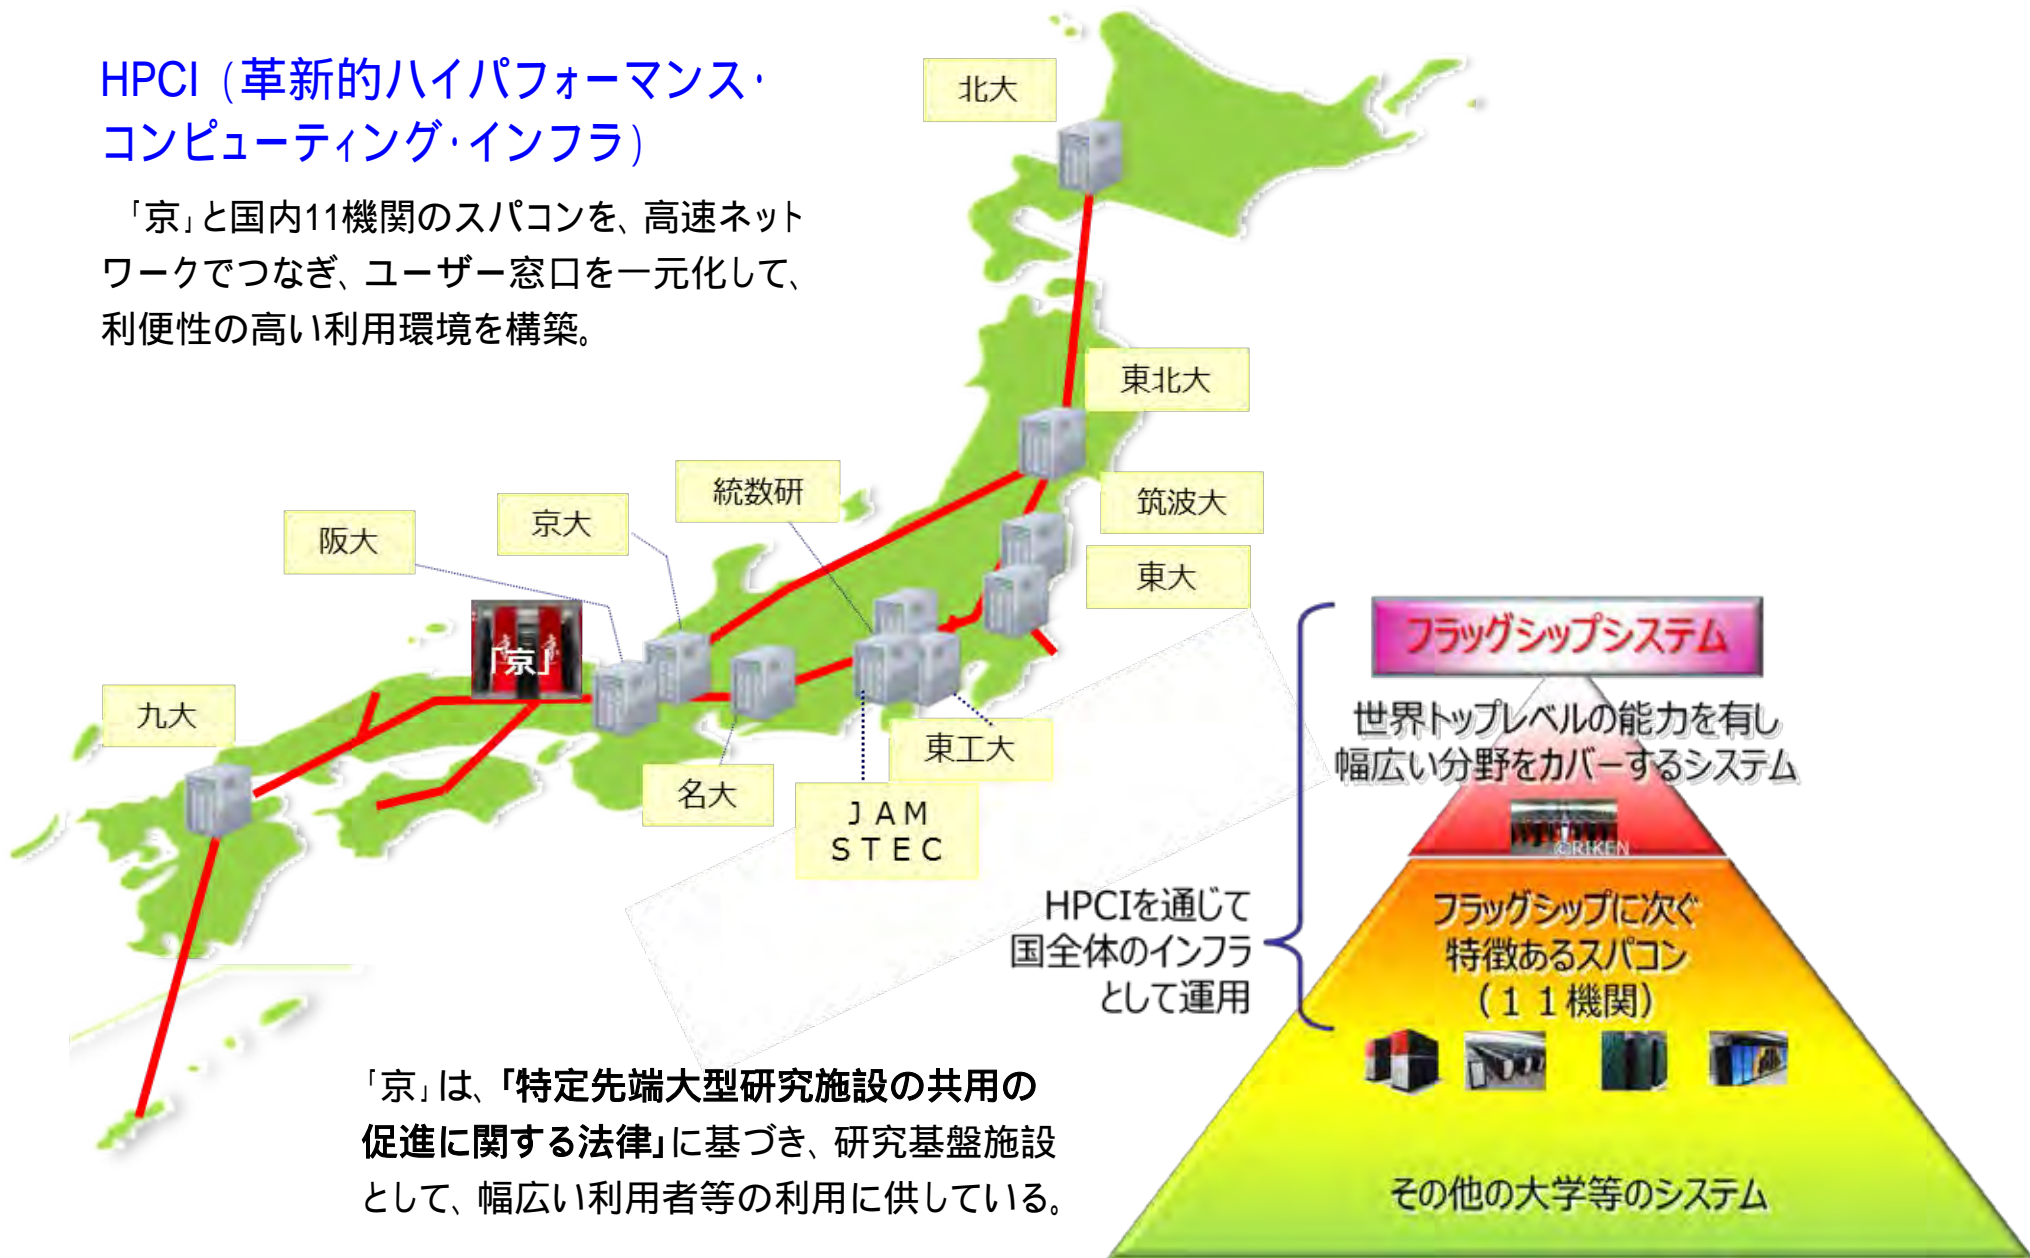 HPCI（革新的ハイパフォーマンス・
コンピューティング・インフラ）
「京」と国内11機関のスパコンを、高速ネット
ワークでつなぎ、ユーザー窓口を一元化して、
利便性の高い利用環境を構築。
北大
東北大
筑波大
東大
統数研
京大
阪大
「京」
九大
名大
東工大
ＪＡＭ
ＳＴＥＣ
フラッグシップシステム
世界トップレベルの能力を有し
幅広い分野をカバーするシステム
©RIKEN
HPCIを通じて
国全体のインフラ
として運用
フラッグシップに次ぐ
特徴あるスパコン
（１１機関）
その他の大学等のシステム
「京」は、「特定先端大型研究施設の共用の
促進に関する法律」に基づき、研究基盤施設
として、幅広い利用者等の利用に供している。